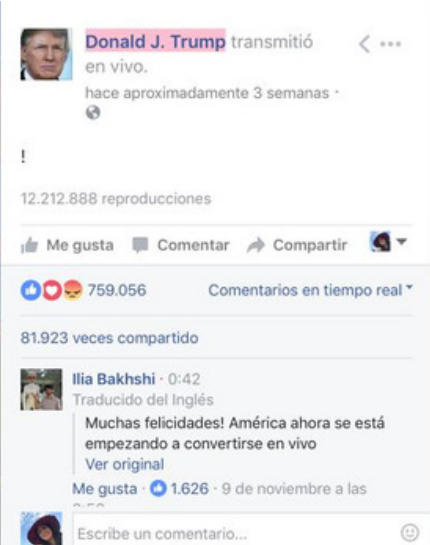 Donald J. Trump transmitió
en vivo.
hace aproximadamente 3 semanas ·
!
12.212.888 reproducciones
Me gusta Comentar Compartir
759.056 Comentarios en tiempo real
81.923 veces compartido
Ilia Bakhshi · 0:42
Traducido del Inglés
Muchas felicidades! América ahora se está
empezando a convertirse en vivo
Ver original
Me gusta · 1.626 · 9 de noviembre a las
Escribe un comentario...